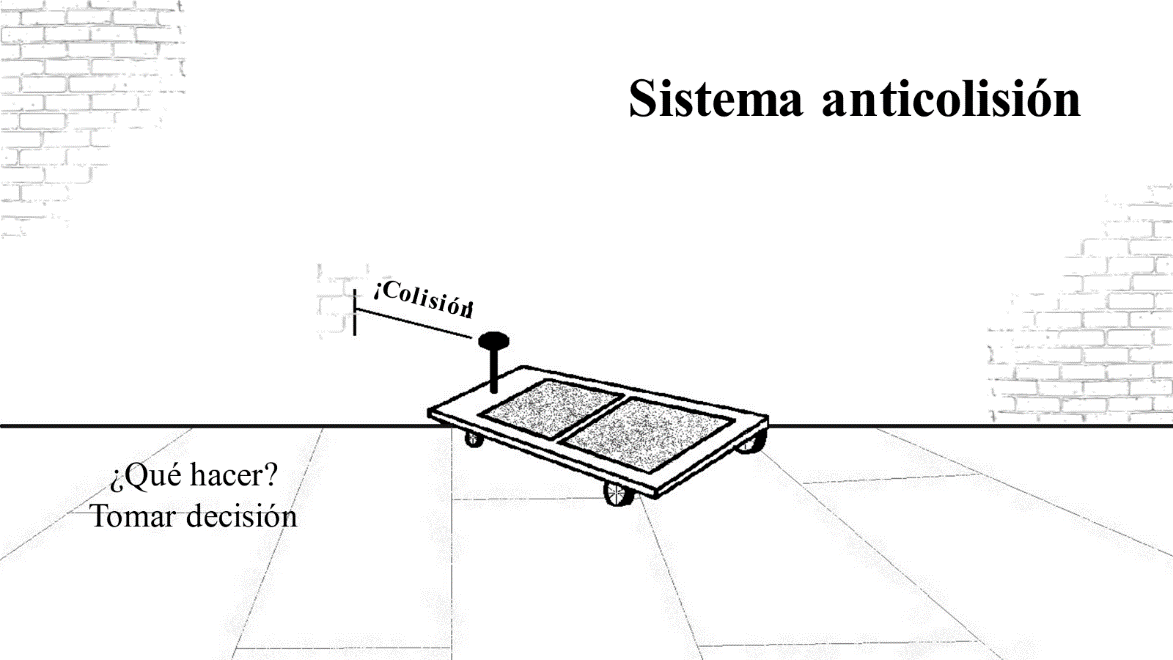 Sistema anticolisión
¡Colisión!
¿Qué hacer?
Tomar decisión